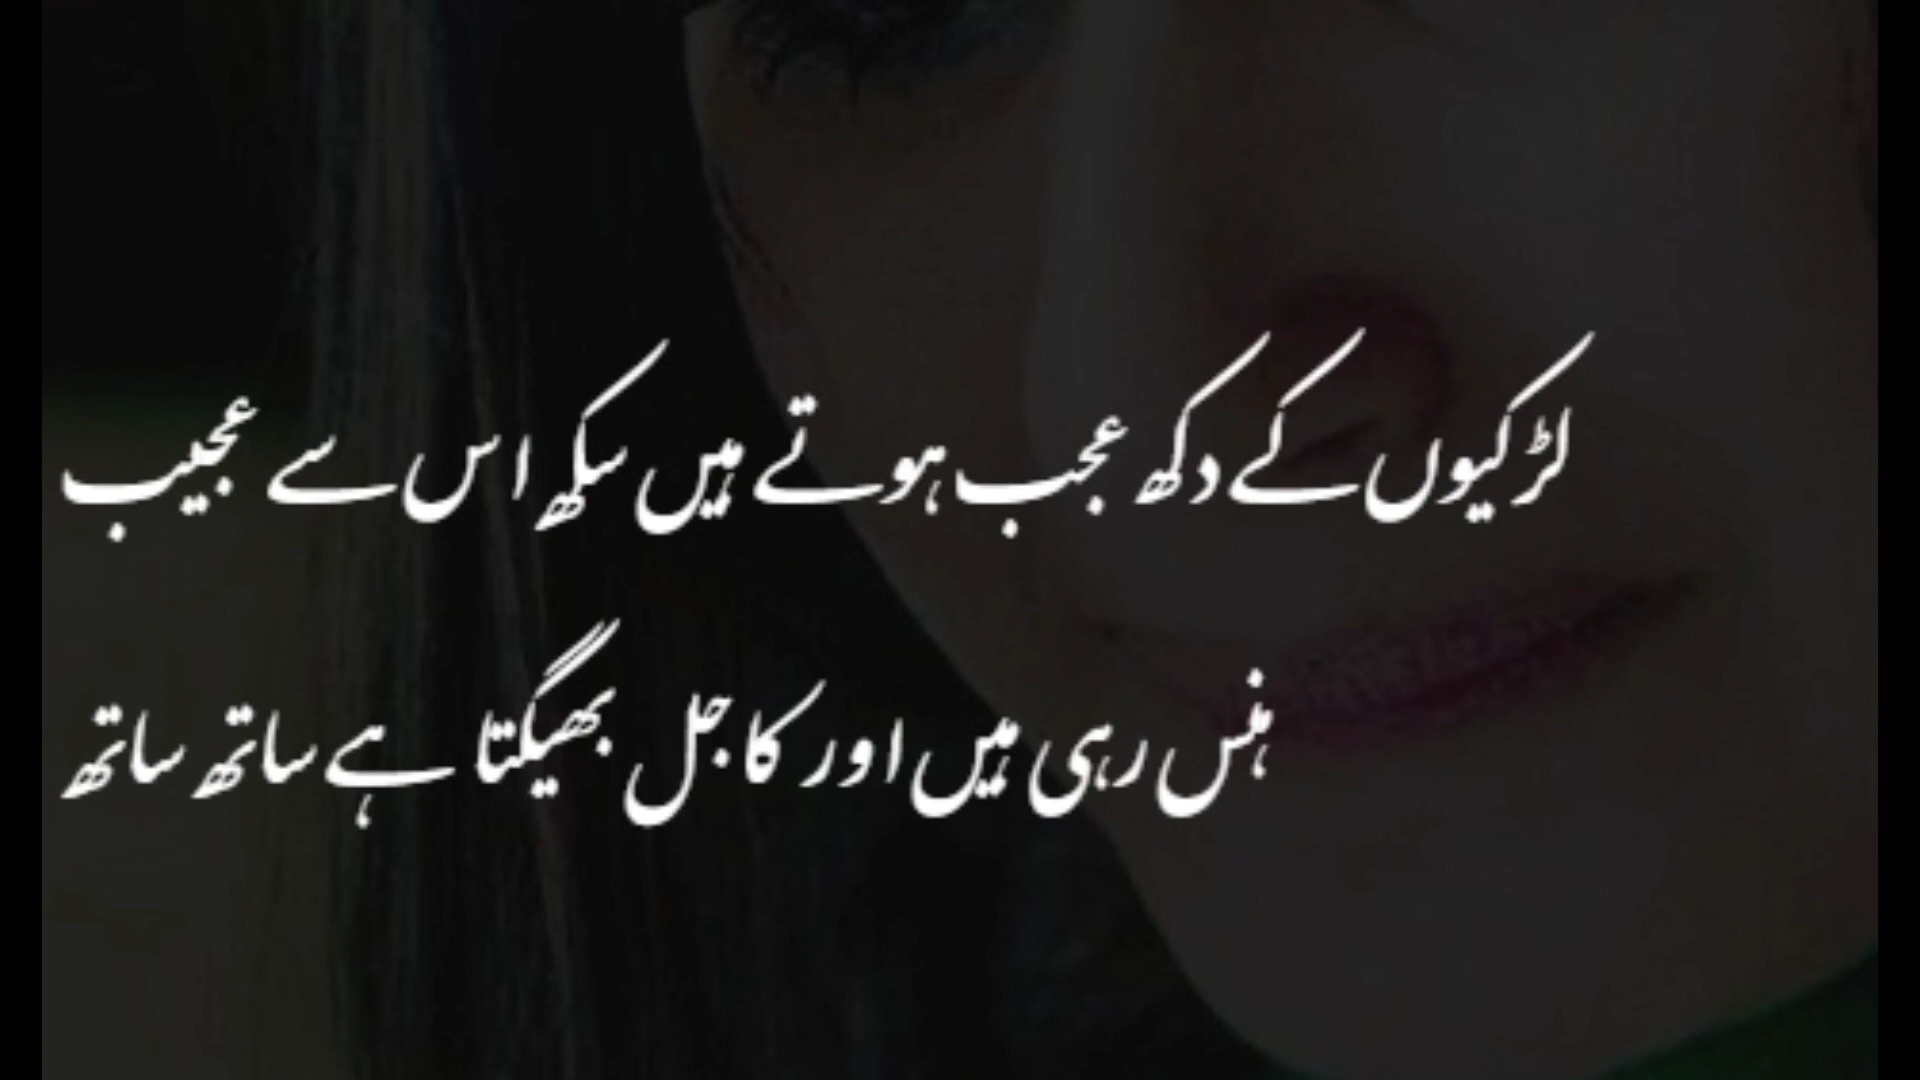 لڑکیوں کے دکھ عجب ہوتے ہیں سکھ اس سے عجیب
ہنس رہی ہیں اور کاجل بھیگتا ہے ساتھ ساتھ